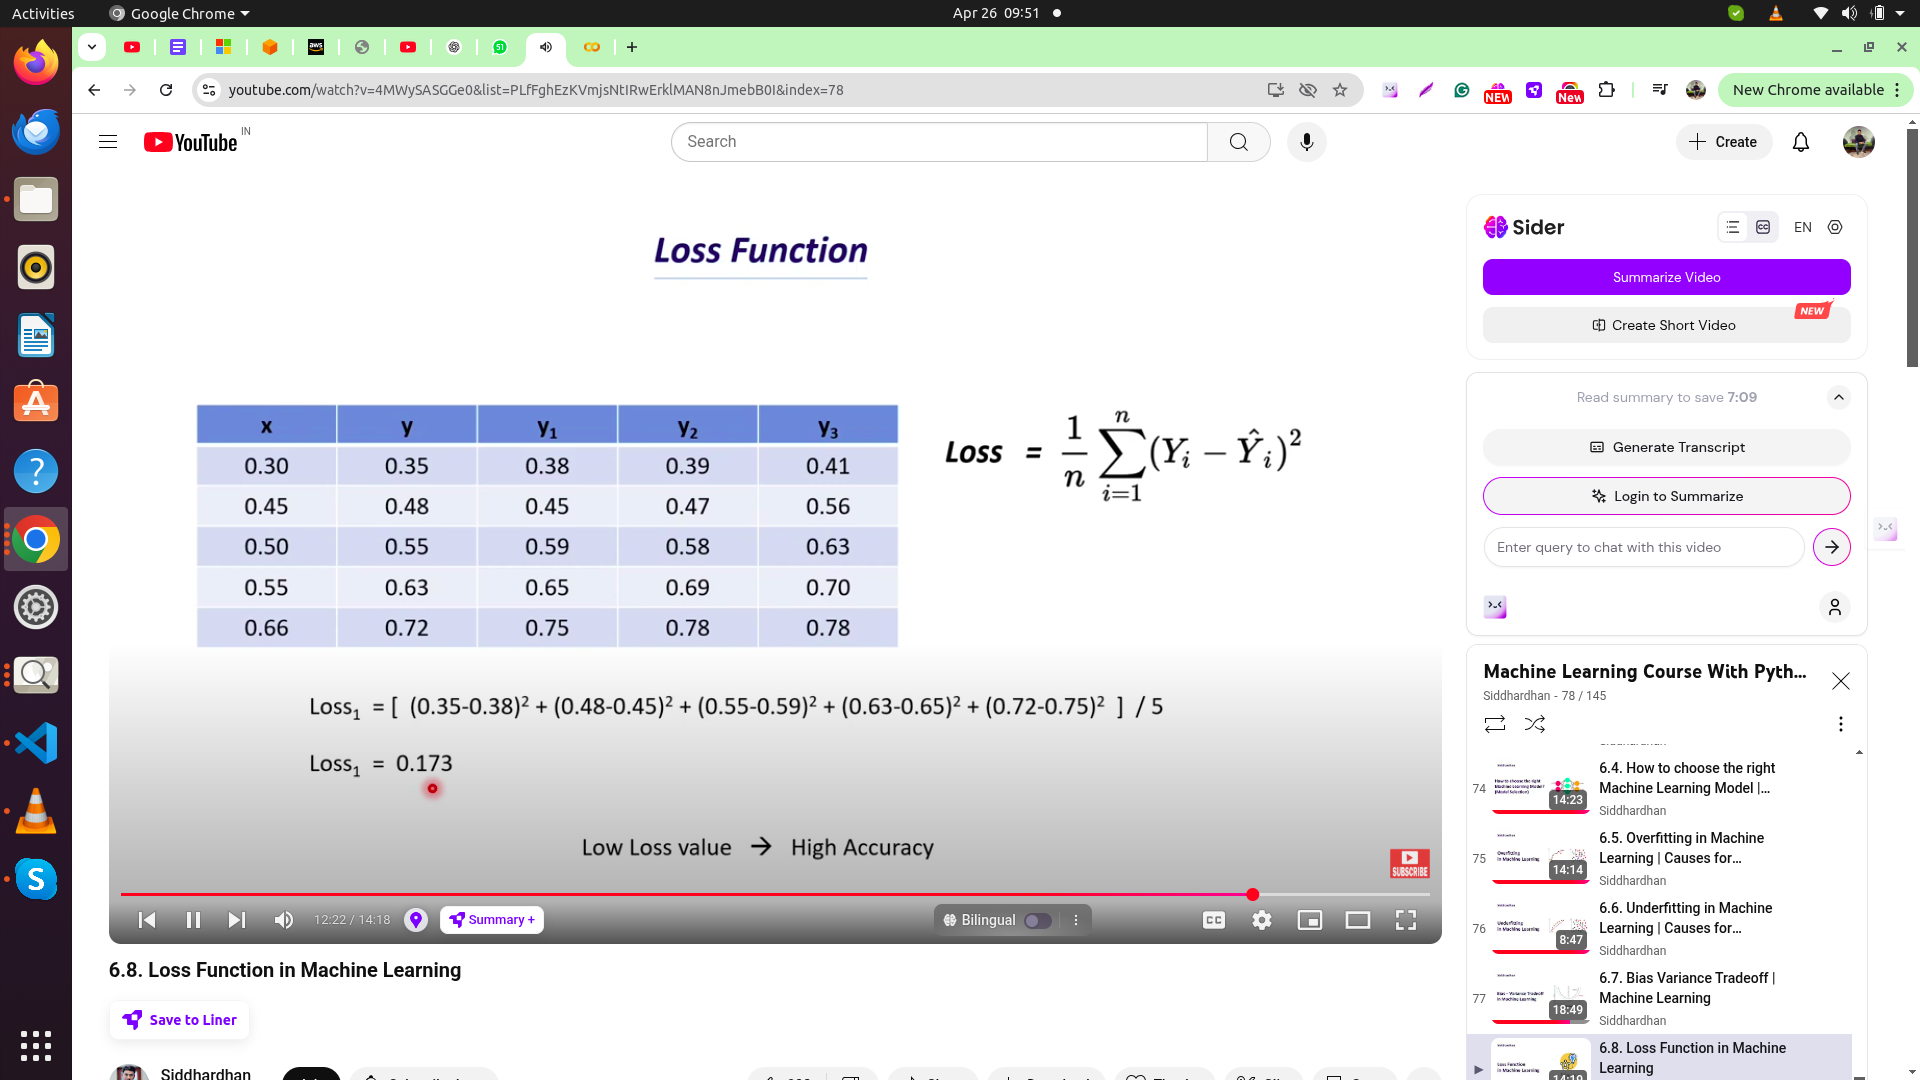 Activities
Google Chrome
Apr 26 09:51
youtube.com/watch?v=4MWySASGGe0&list=PLfFghEzKVmjsNtIRwErklMAN8nJmebB0I&index=78
NEW
New
New Chrome available
YouTube IN
Search
Create
Loss Function
x y y1 y2 y3
0.30 0.35 0.38 0.39 0.41
0.45 0.48 0.45 0.47 0.56
0.50 0.55 0.59 0.58 0.63
0.55 0.63 0.65 0.69 0.70
0.66 0.72 0.75 0.78 0.78
Loss = 1/n ∑ i=1 n (Yi − Ŷi)²
Loss1 = [ (0.35-0.38)² + (0.48-0.45)² + (0.55-0.59)² + (0.63-0.65)² + (0.72-0.75)² ] / 5
Loss1 = 0.173
Low Loss value → High Accuracy
SUBSCRIBE
12:22 / 14:18
Summary +
Bilingual
CC
6.8. Loss Function in Machine Learning
Save to Liner
Siddhardhan
Sider
EN
Summarize Video
NEW
Create Short Video
Read summary to save 7:09
Generate Transcript
Login to Summarize
Enter query to chat with this video
Machine Learning Course With Pyth...
Siddhardhan - 78 / 145
74
14:23
6.4. How to choose the right
Machine Learning Model |...
Siddhardhan
75
14:14
6.5. Overfitting in Machine
Learning | Causes for...
Siddhardhan
76
8:47
6.6. Underfitting in Machine
Learning | Causes for...
Siddhardhan
77
18:49
6.7. Bias Variance Tradeoff |
Machine Learning
Siddhardhan
6.8. Loss Function in Machine
Learning